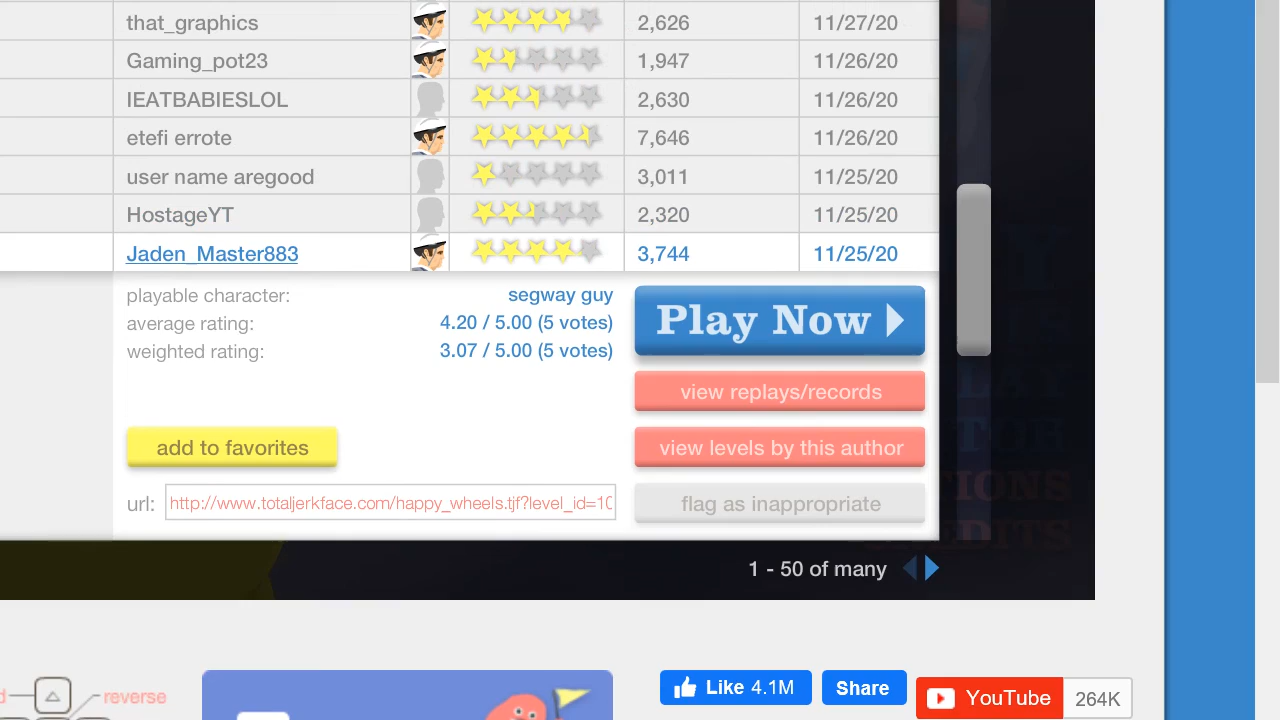 that_graphics 2,626 11/27/20
Gaming_pot23 1,947 11/26/20
IEATBABIESLOL 2,630 11/26/20
etefi errote 7,646 11/26/20
user name aregood 3,011 11/25/20
HostageYT 2,320 11/25/20
Jaden_Master883 3,744 11/25/20
playable character: segway guy
average rating: 4.20 / 5.00 (5 votes)
weighted rating: 3.07 / 5.00 (5 votes)
Play Now
view replays/records
add to favorites
view levels by this author
url: http://www.totaljerkface.com/happy_wheels.tjf?level_id=10
flag as inappropriate
1 - 50 of many
reverse
Like 4.1M
Share
YouTube 264K